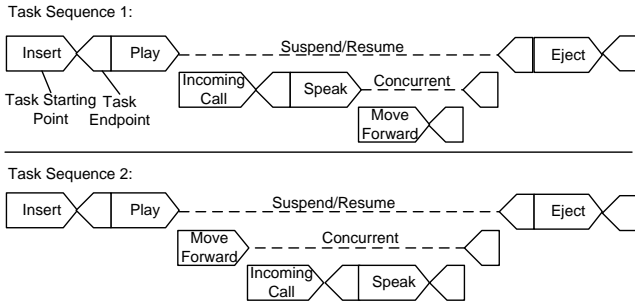 Task Sequence 1:
Insert Play Suspend/Resume Eject
Incoming Call Speak Concurrent
Task Starting Point Task Endpoint
Move Forward
Task Sequence 2:
Insert Play Suspend/Resume Eject
Move Forward Concurrent
Incoming Call Speak